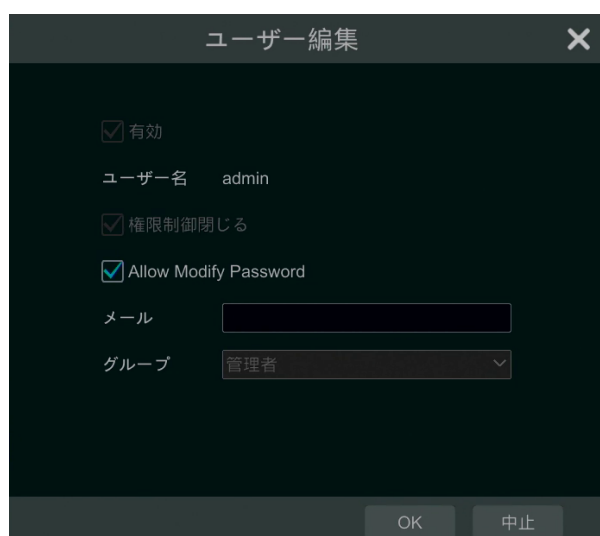 ユーザー編集
有効
ユーザー名 admin
権限制御閉じる
Allow Modify Password
メール
グループ 管理者
OK 中止